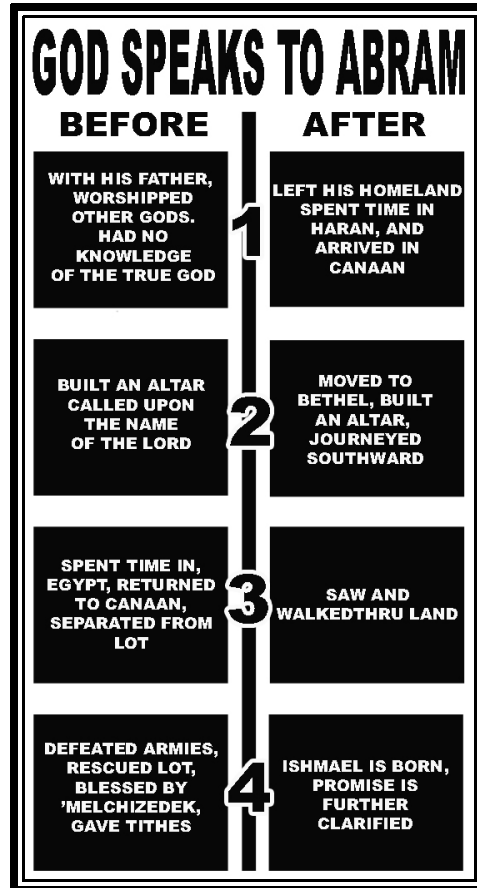 GOD SPEAKS TO ABRAM
BEFORE
AFTER
WITH HIS FATHER,
WORSHIPPED
OTHER GODS.
HAD NO
KNOWLEDGE
OF THE TRUE GOD
1
LEFT HIS HOMELAND
SPENT TIME IN
HARAN, AND
ARRIVED IN
CANAAN
BUILT AN ALTAR
CALLED UPON
THE NAME
OF THE LORD
2
MOVED TO
BETHEL, BUILT
AN ALTAR,
JOURNEYED
SOUTHWARD
SPENT TIME IN,
EGYPT, RETURNED
TO CANAAN,
SEPARATED FROM
LOT
3
SAW AND
WALKEDTHRU LAND
DEFEATED ARMIES,
RESCUED LOT,
BLESSED BY
’MELCHIZEDEK,
GAVE TITHES
4
ISHMAEL IS BORN,
PROMISE IS
FURTHER
CLARIFIED